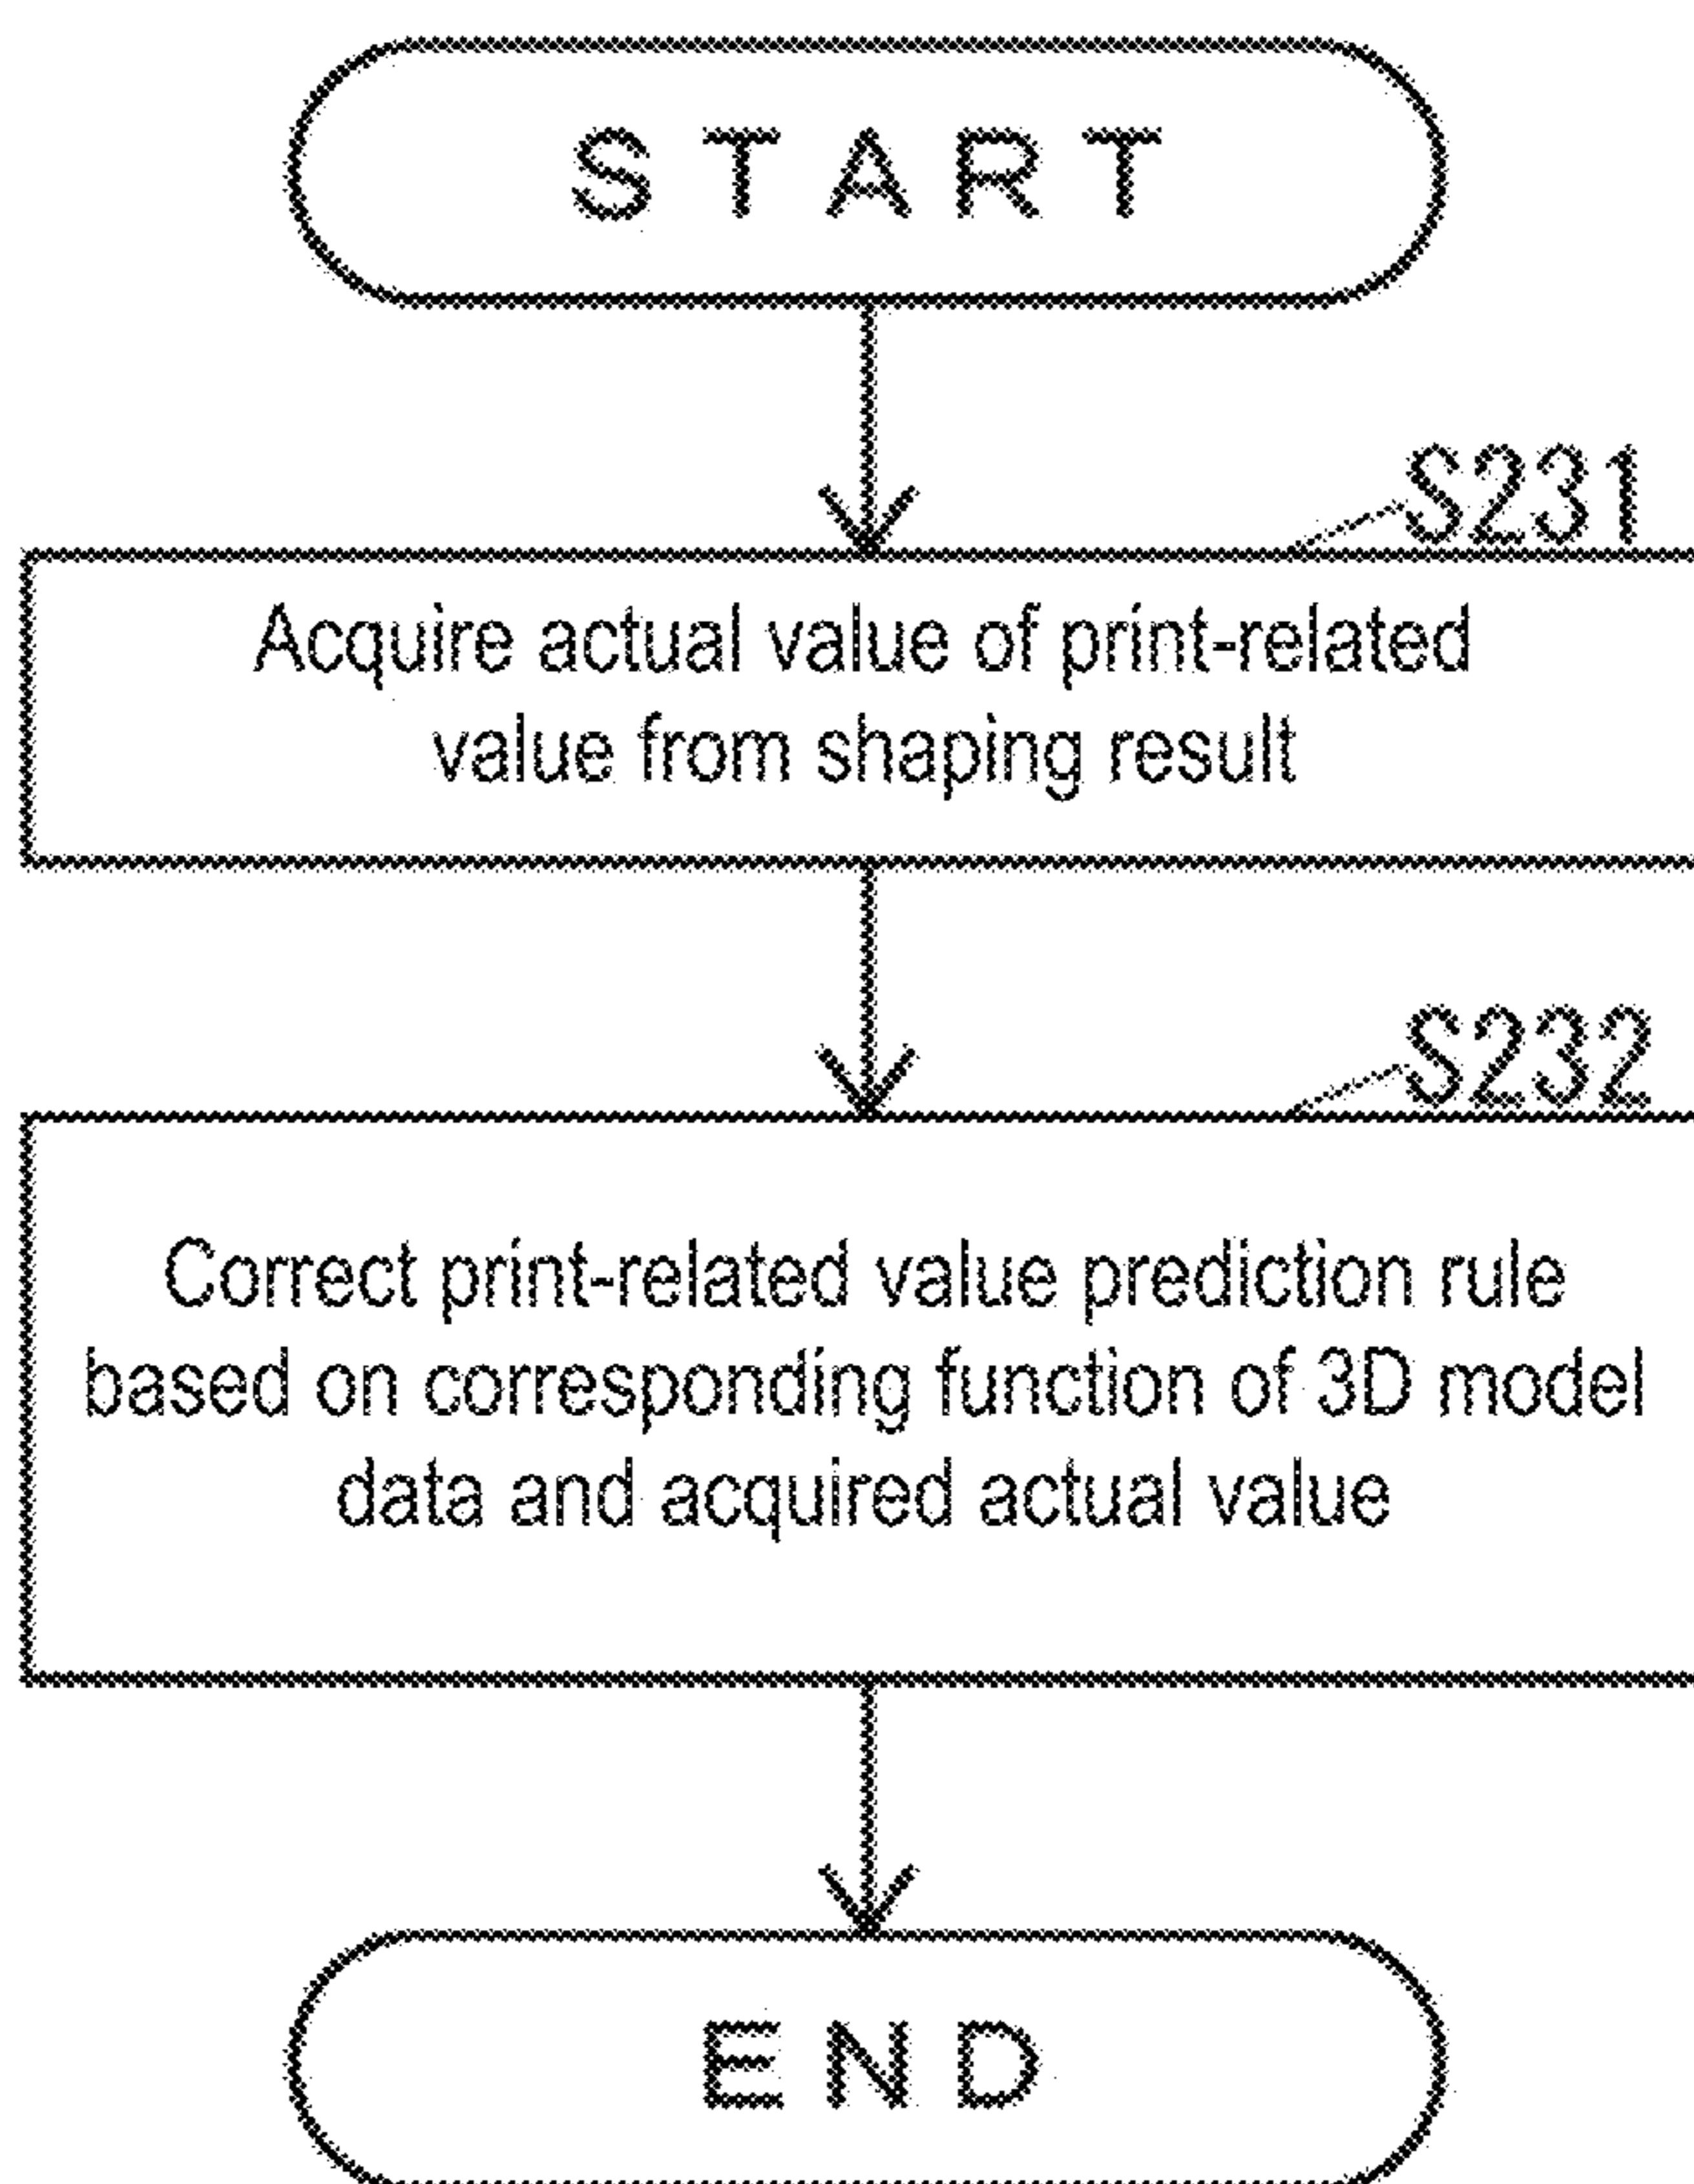 START
S231
Acquire actual value of print-related
value from shaping result
S232
Correct print-related value prediction rule
based on corresponding function of 3D model
data and acquired actual value
END